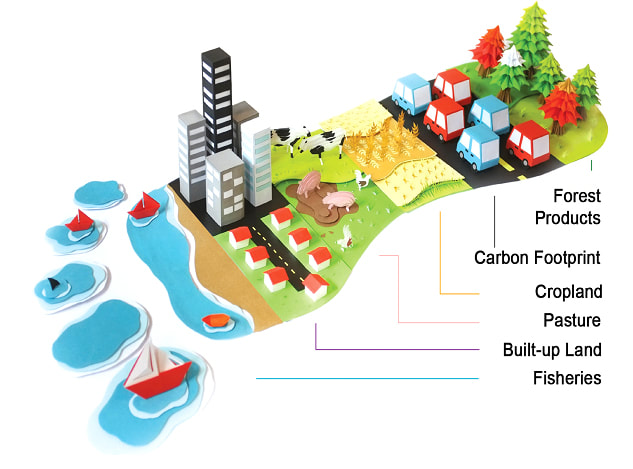 Forest
Products
Carbon Footprint
Cropland
Pasture
Built-up Land
Fisheries